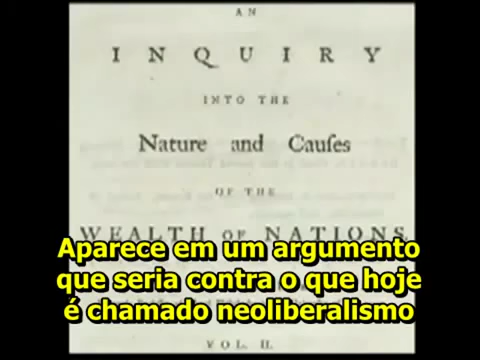 AN
INQUIRY
INTO THE
Nature and Cauſes
OF THE
WEALTH OF NATIONS
Aparece em um argumento
que seria contra o que hoje
é chamado neoliberalismo
VOL. II.